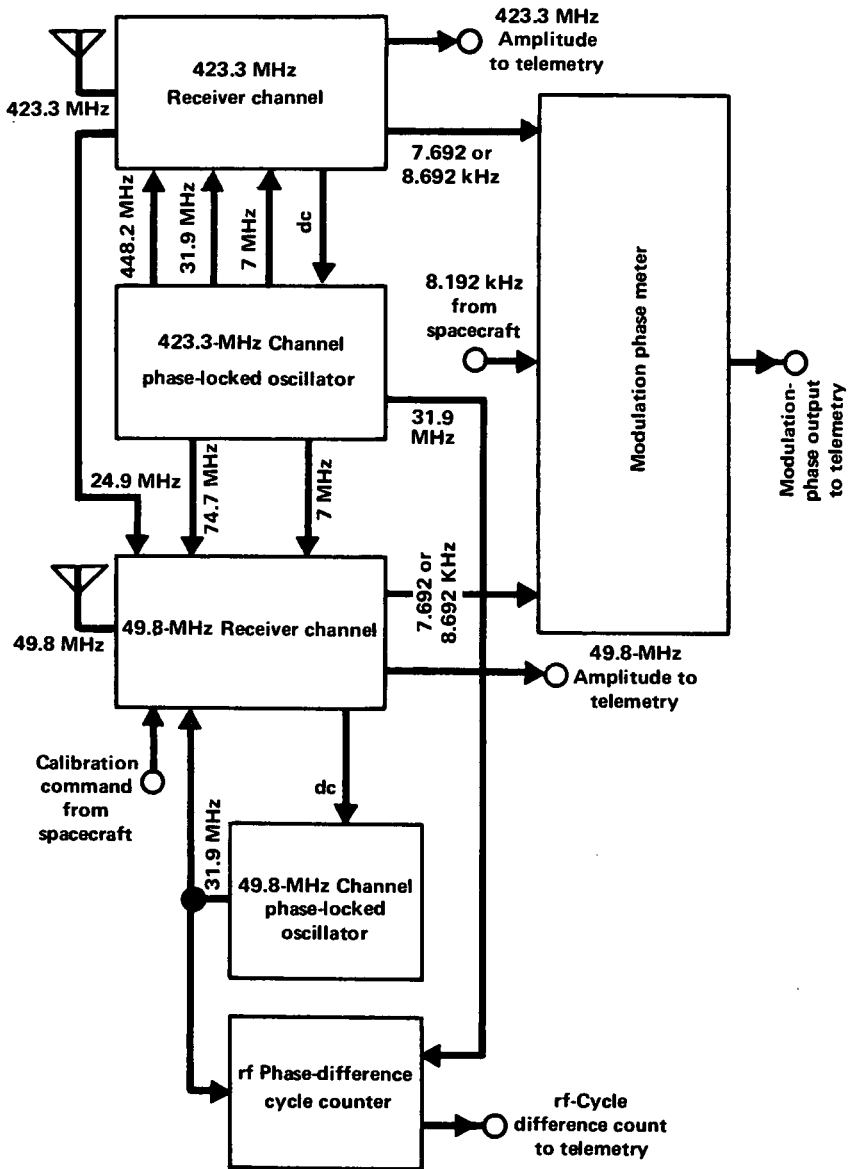 423.3 MHz
Amplitude
to telemetry
423.3 MHz
Receiver channel
423.3 MHz
7.692 or
8.692 kHz
448.2 MHz
31.9 MHz
7 MHz
dc
8.192 kHz
from
spacecraft
Modulation phase meter
423.3-MHz Channel
phase-locked oscillator
31.9
MHz
Modulation-
phase output
to telemetry
24.9 MHz
74.7 MHz
7 MHz
49.8-MHz Receiver channel
7.692 or
8.692 KHz
49.8 MHz
49.8-MHz
Amplitude to
telemetry
Calibration
command
from
spacecraft
31.9 MHz
dc
49.8-MHz Channel
phase-locked
oscillator
rf Phase-difference
cycle counter
rf-Cycle
difference count
to telemetry